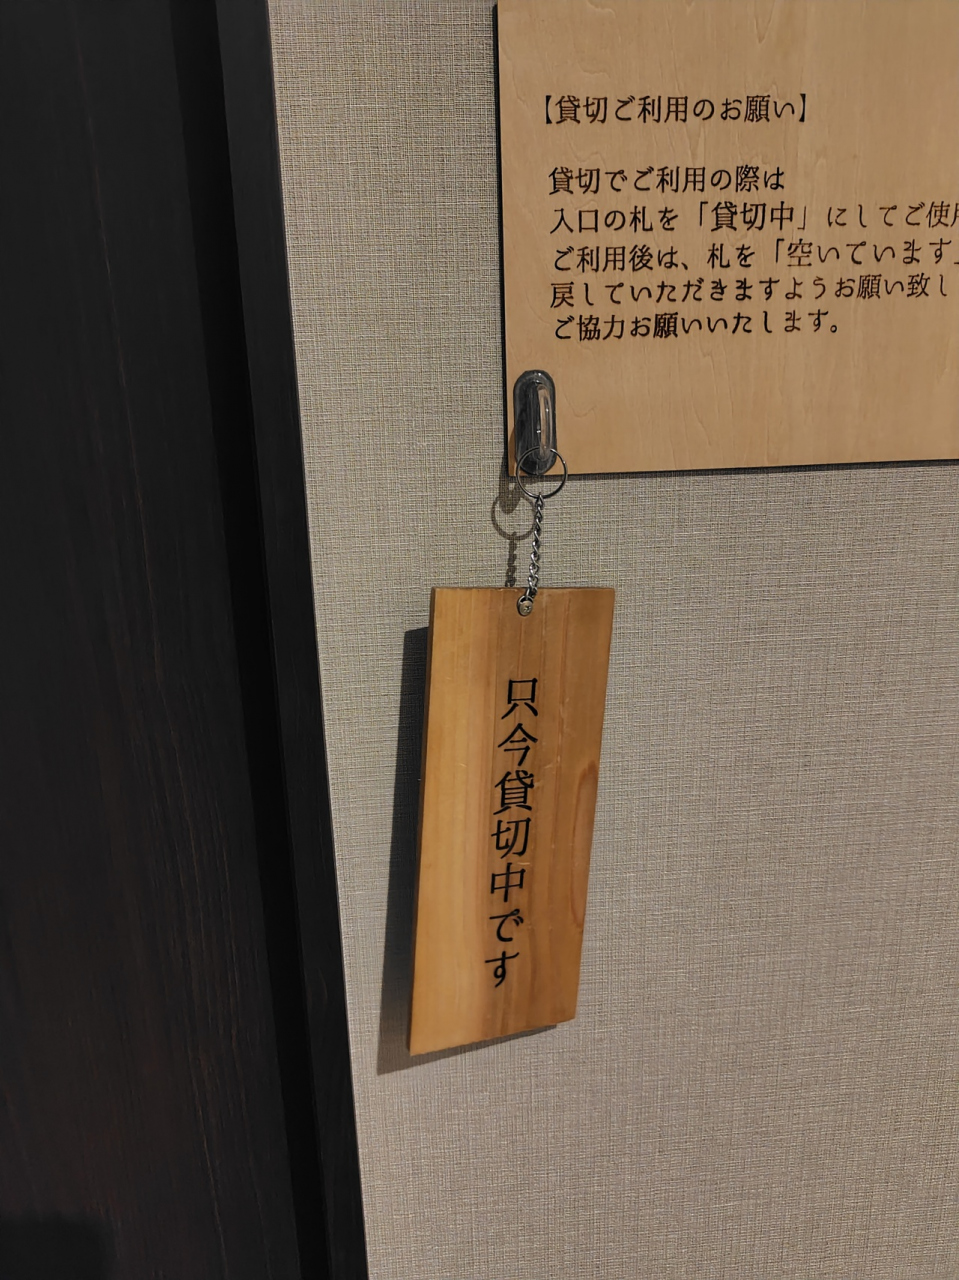 【貸切ご利用のお願い】
貸切でご利用の際は
入口の札を「貸切中」にしてご使
ご利用後は、札を「空いています」
戻していただきますようお願い致し
ご協力お願いいたします。
只今貸切中です